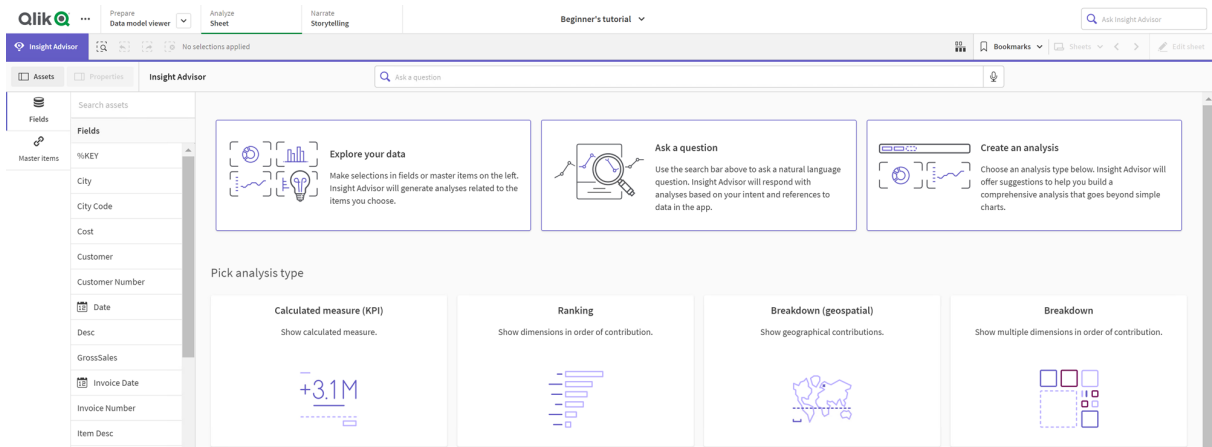 Qlik
Prepare
Data model viewer
Analyze
Sheet
Narrate
Storytelling
Beginner's tutorial
Ask Insight Advisor
Insight Advisor
No selections applied
Bookmarks
Sheets
Edit sheet
Assets
Properties
Insight Advisor
Ask a question
Fields
Master items
Search assets
Fields
%KEY
City
City Code
Cost
Customer
Customer Number
Date
Desc
GrossSales
Invoice Date
Invoice Number
Item Desc
Explore your data
Make selections in fields or master items on the left.
Insight Advisor will generate analyses related to the
items you choose.
Ask a question
Use the search bar above to ask a natural language
question. Insight Advisor will respond with
analyses based on your intent and references to
data in the app.
Create an analysis
Choose an analysis type below. Insight Advisor will
offer suggestions to help you build a
comprehensive analysis that goes beyond simple
charts.
Pick analysis type
Calculated measure (KPI)
Show calculated measure.
+3.1M
Ranking
Show dimensions in order of contribution.
Breakdown (geospatial)
Show geographical contributions.
Breakdown
Show multiple dimensions in order of contribution.